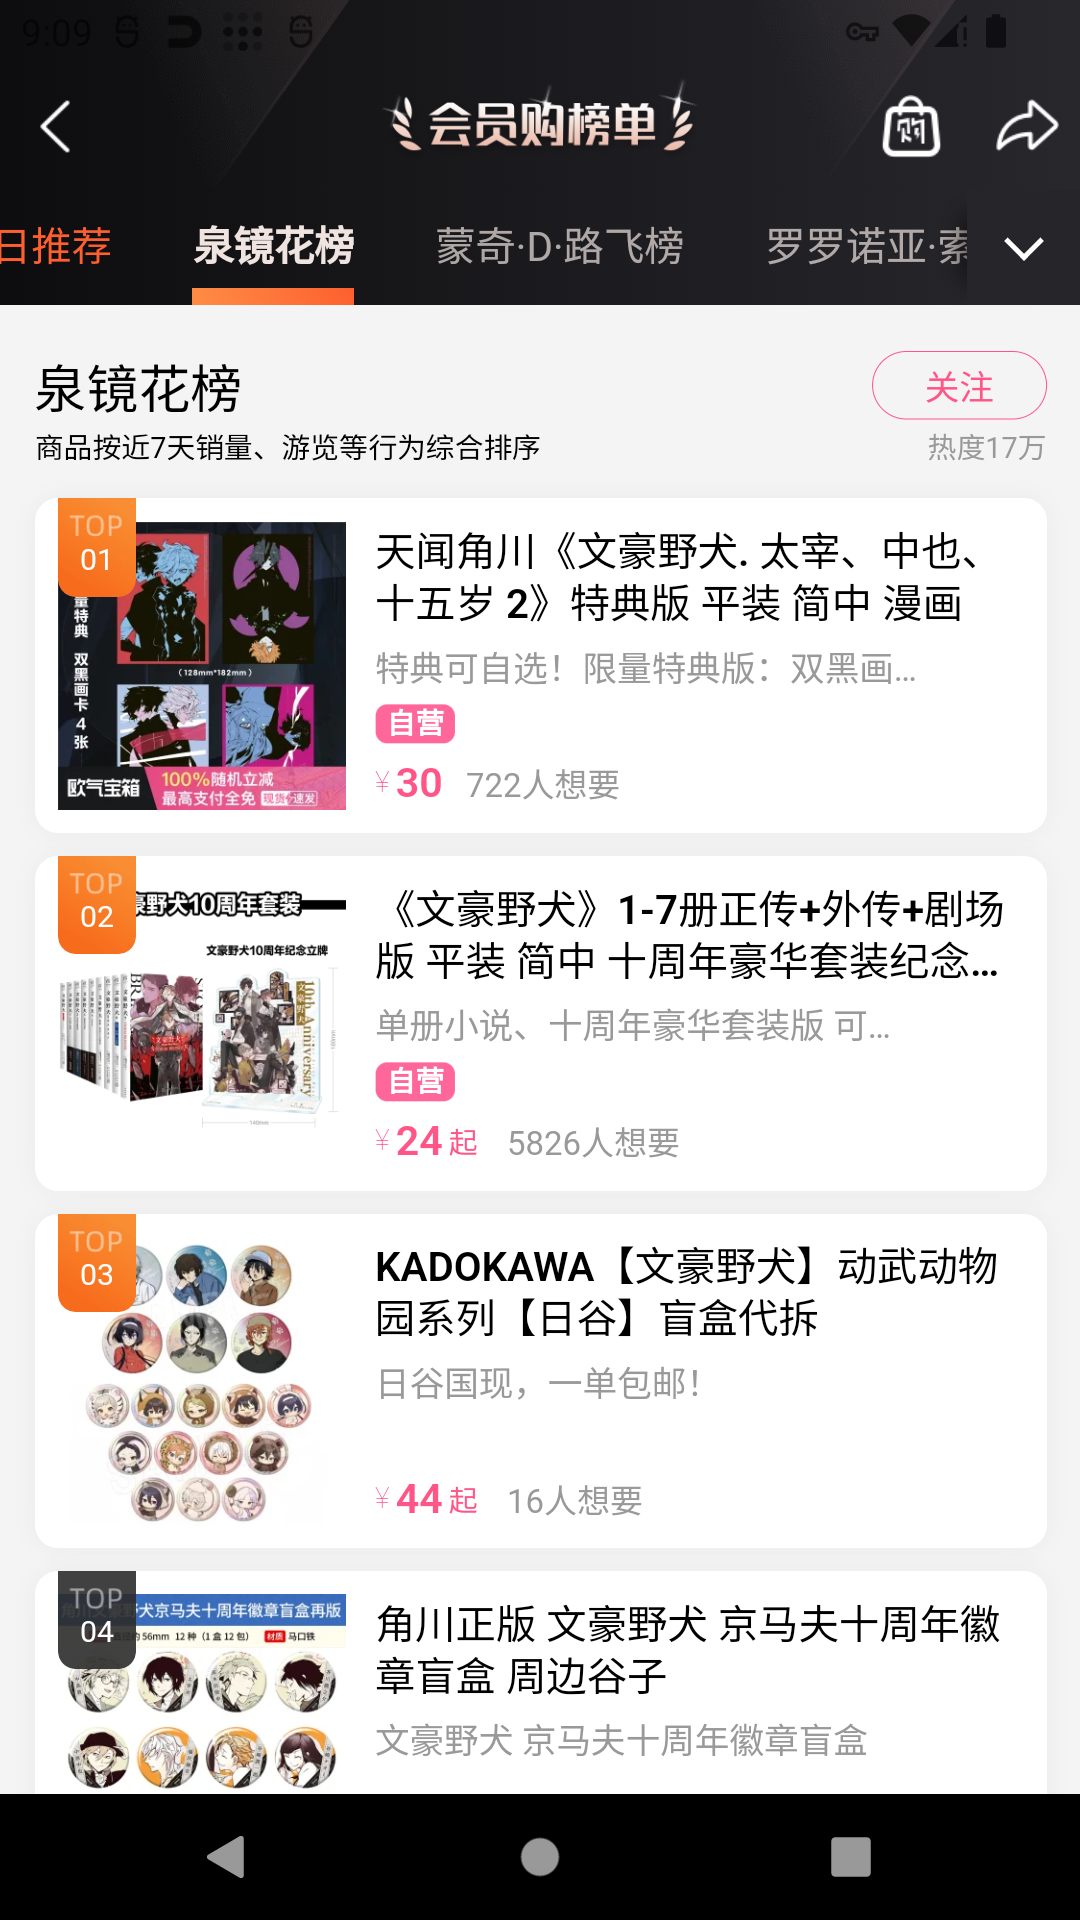 9:09
会员购榜单
购
日推荐
泉镜花榜
蒙奇·D·路飞榜
罗罗诺亚·索
泉镜花榜
关注
商品按近7天销量、游览等行为综合排序
热度17万
TOP
01
量特典 双黑画卡4张
(128mm*182mm)
欧气宝箱
100%随机立减
最高支付全免 现货速发
天闻角川《文豪野犬. 太宰、中也、
十五岁 2》特典版 平装 简中 漫画
特典可自选！限量特典版：双黑画...
自营
¥30 722人想要
TOP
02
豪野犬10周年套装
文豪野犬10周年纪念立牌
10th Anniversary
140mm
《文豪野犬》1-7册正传+外传+剧场
版 平装 简中 十周年豪华套装纪念...
单册小说、十周年豪华套装版 可...
自营
¥24起 5826人想要
TOP
03
KADOKAWA【文豪野犬】动武动物
园系列【日谷】盲盒代拆
日谷国现，一单包邮！
¥44起 16人想要
TOP
04
犬京马夫十周年徽章盲盒再版
约56mm 12种（1盒12包） 材质 马口铁
角川正版 文豪野犬 京马夫十周年徽
章盲盒 周边谷子
文豪野犬 京马夫十周年徽章盲盒